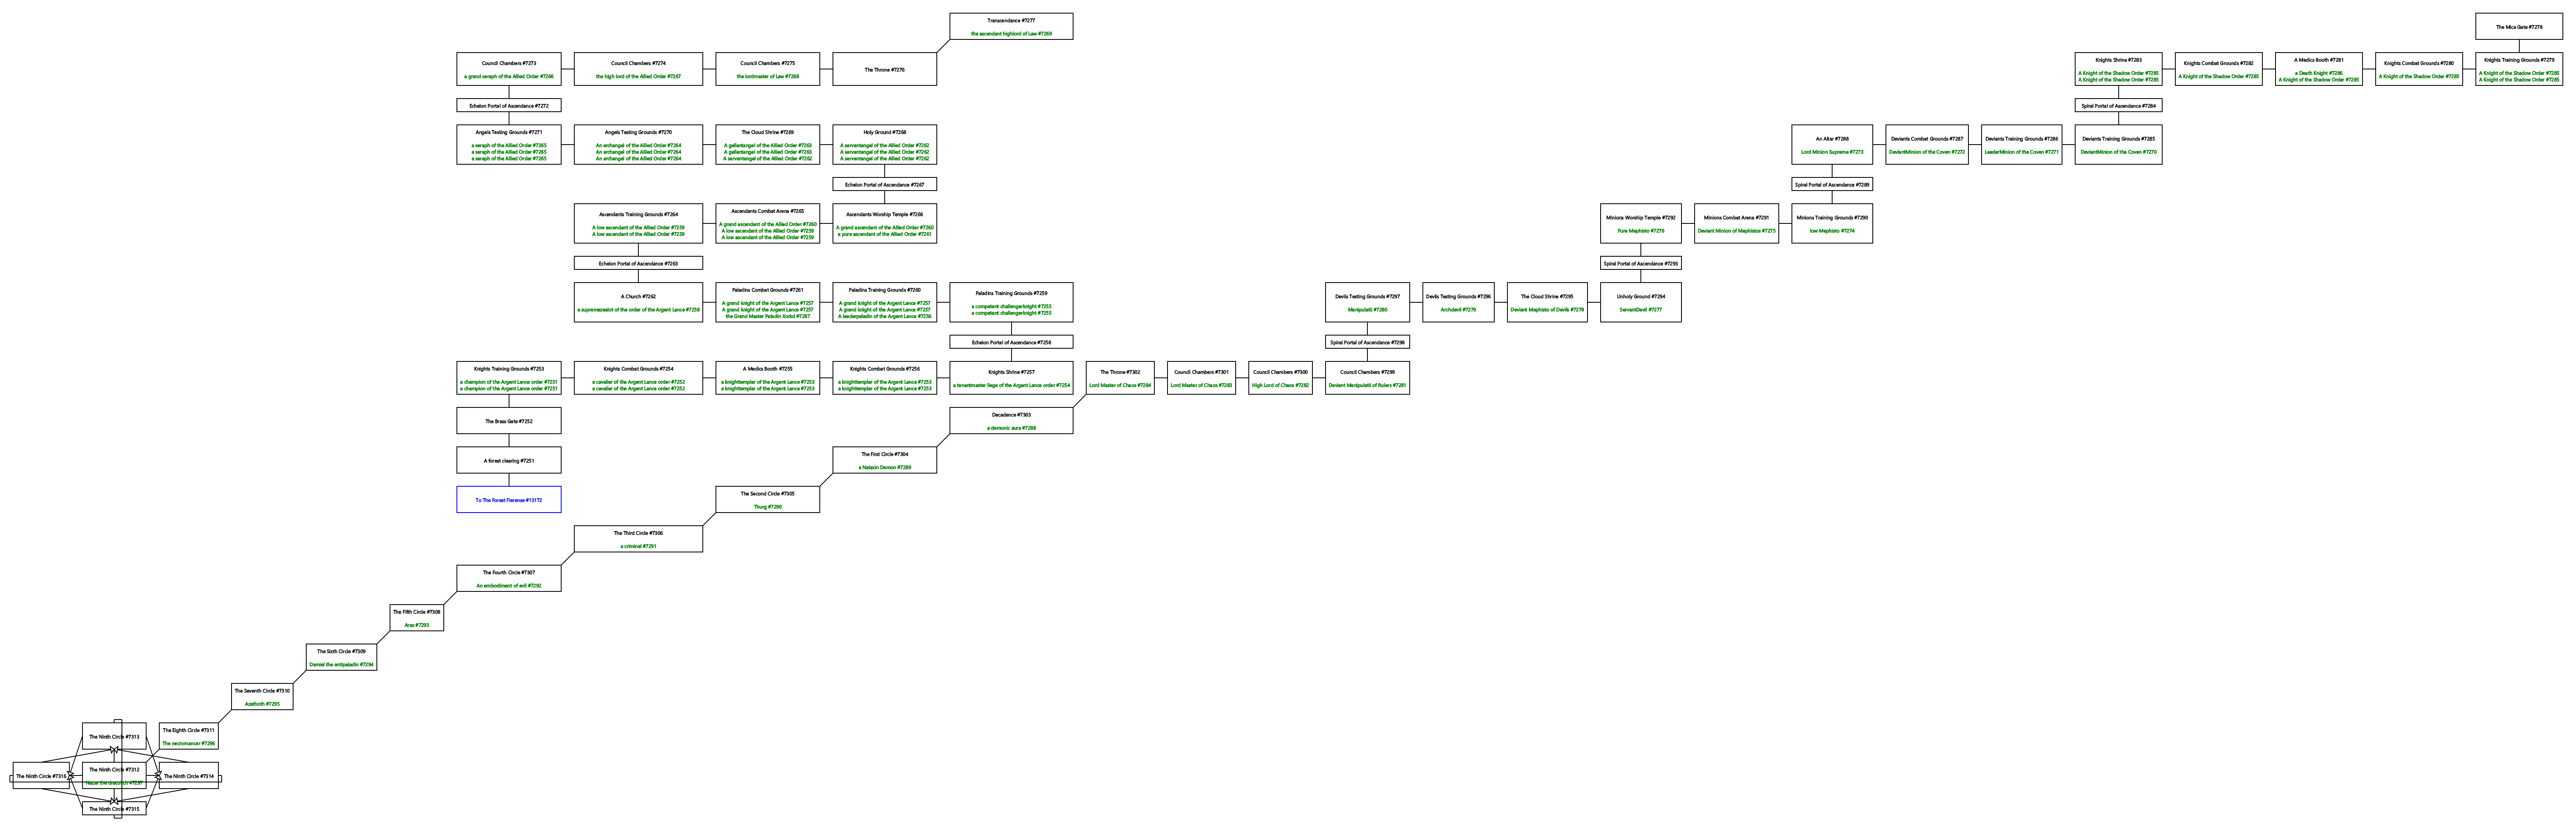 Transcendance #7277
the ascendant highlord of Law #7269
The Mica Gate #7278
Council Chambers #7273
a grand seraph of the Allied Order #7266
Council Chambers #7274
the high lord of the Allied Order #7267
Council Chambers #7275
the lordmaster of Law #7268
The Throne #7276
Knights Shrine #7283
A Knight of the Shadow Order #7285
A Knight of the Shadow Order #7285
Knights Combat Grounds #7282
A Knight of the Shadow Order #7285
A Medics Booth #7281
a Death Knight #7286
A Knight of the Shadow Order #7285
Knights Combat Grounds #7280
A Knight of the Shadow Order #7285
Knights Training Grounds #7279
A Knight of the Shadow Order #7285
A Knight of the Shadow Order #7285
Echelon Portal of Ascendance #7272
Spiral Portal of Ascendance #7284
Angels Testing Grounds #7271
a seraph of the Allied Order #7265
a seraph of the Allied Order #7265
a seraph of the Allied Order #7265
Angels Testing Grounds #7270
An archangel of the Allied Order #7264
An archangel of the Allied Order #7264
An archangel of the Allied Order #7264
The Cloud Shrine #7269
A gallantangel of the Allied Order #7263
A gallantangel of the Allied Order #7263
A servantangel of the Allied Order #7262
Holy Ground #7268
A servantangel of the Allied Order #7262
A servantangel of the Allied Order #7262
A servantangel of the Allied Order #7262
An Altar #7288
Lord Minion Supreme #7273
Deviants Combat Grounds #7287
DeviantMinion of the Coven #7272
Deviants Training Grounds #7286
LeaderMinion of the Coven #7271
Deviants Training Grounds #7285
DeviantMinion of the Coven #7270
Echelon Portal of Ascendance #7267
Spiral Portal of Ascendance #7289
Ascendants Training Grounds #7264
A low ascendant of the Allied Order #7259
A low ascendant of the Allied Order #7259
Ascendants Combat Arena #7265
A grand ascendant of the Allied Order #7260
A low ascendant of the Allied Order #7259
A low ascendant of the Allied Order #7259
Ascendants Worship Temple #7266
A grand ascendant of the Allied Order #7260
a pure ascendant of the Allied Order #7261
Minions Worship Temple #7292
Pure Mephisto #7276
Minions Combat Arena #7291
Deviant Minion of Mephistos #7275
Minions Training Grounds #7290
low Mephisto #7274
Echelon Portal of Ascendance #7263
Spiral Portal of Ascendance #7293
A Church #7262
a supremezealot of the order of the Argent Lance #7258
Paladins Combat Grounds #7261
A grand knight of the Argent Lance #7257
A grand knight of the Argent Lance #7257
the Grand Master Paladin Xorkd #7287
Paladins Training Grounds #7260
A grand knight of the Argent Lance #7257
A grand knight of the Argent Lance #7257
A leaderpaladin of the Argent Lance #7256
Paladins Training Grounds #7259
a competent challengerknight #7255
a competent challengerknight #7255
Devils Testing Grounds #7297
Manipulatli #7280
Devils Testing Grounds #7296
Archdevil #7279
The Cloud Shrine #7295
Deviant Mephisto of Devils #7278
Unholy Ground #7294
ServantDevil #7277
Echelon Portal of Ascendance #7258
Spiral Portal of Ascendance #7298
Knights Training Grounds #7253
a champion of the Argent Lance order #7251
a champion of the Argent Lance order #7251
Knights Combat Grounds #7254
a cavalier of the Argent Lance order #7252
a cavalier of the Argent Lance order #7252
A Medics Booth #7255
a knighttemplar of the Argent Lance #7253
a knighttemplar of the Argent Lance #7253
Knights Combat Grounds #7256
a knighttemplar of the Argent Lance #7253
a knighttemplar of the Argent Lance #7253
Knights Shrine #7257
a tenantmaster liege of the Argent Lance order #7254
The Throne #7302
Lord Master of Chaos #7284
Council Chambers #7301
Lord Master of Chaos #7283
Council Chambers #7300
High Lord of Chaos #7282
Council Chambers #7299
Deviant Manipulatli of Rulers #7281
The Brass Gate #7252
Decadence #7303
a demonic aura #7288
A forest clearing #7251
The First Circle #7304
a Nalaxin Demon #7289
To The Forest Fierense #13172
The Second Circle #7305
Thurg #7290
The Third Circle #7306
a criminal #7291
The Fourth Circle #7307
An embodiment of evil #7292
The Fifth Circle #7308
Arax #7293
The Sixth Circle #7309
Damiel the antipaladin #7294
The Seventh Circle #7310
Azathoth #7295
The Ninth Circle #7313
The Eighth Circle #7311
The necromancer #7296
The Ninth Circle #7316
The Ninth Circle #7312
The Ninth Circle #7314
The Ninth Circle #7315